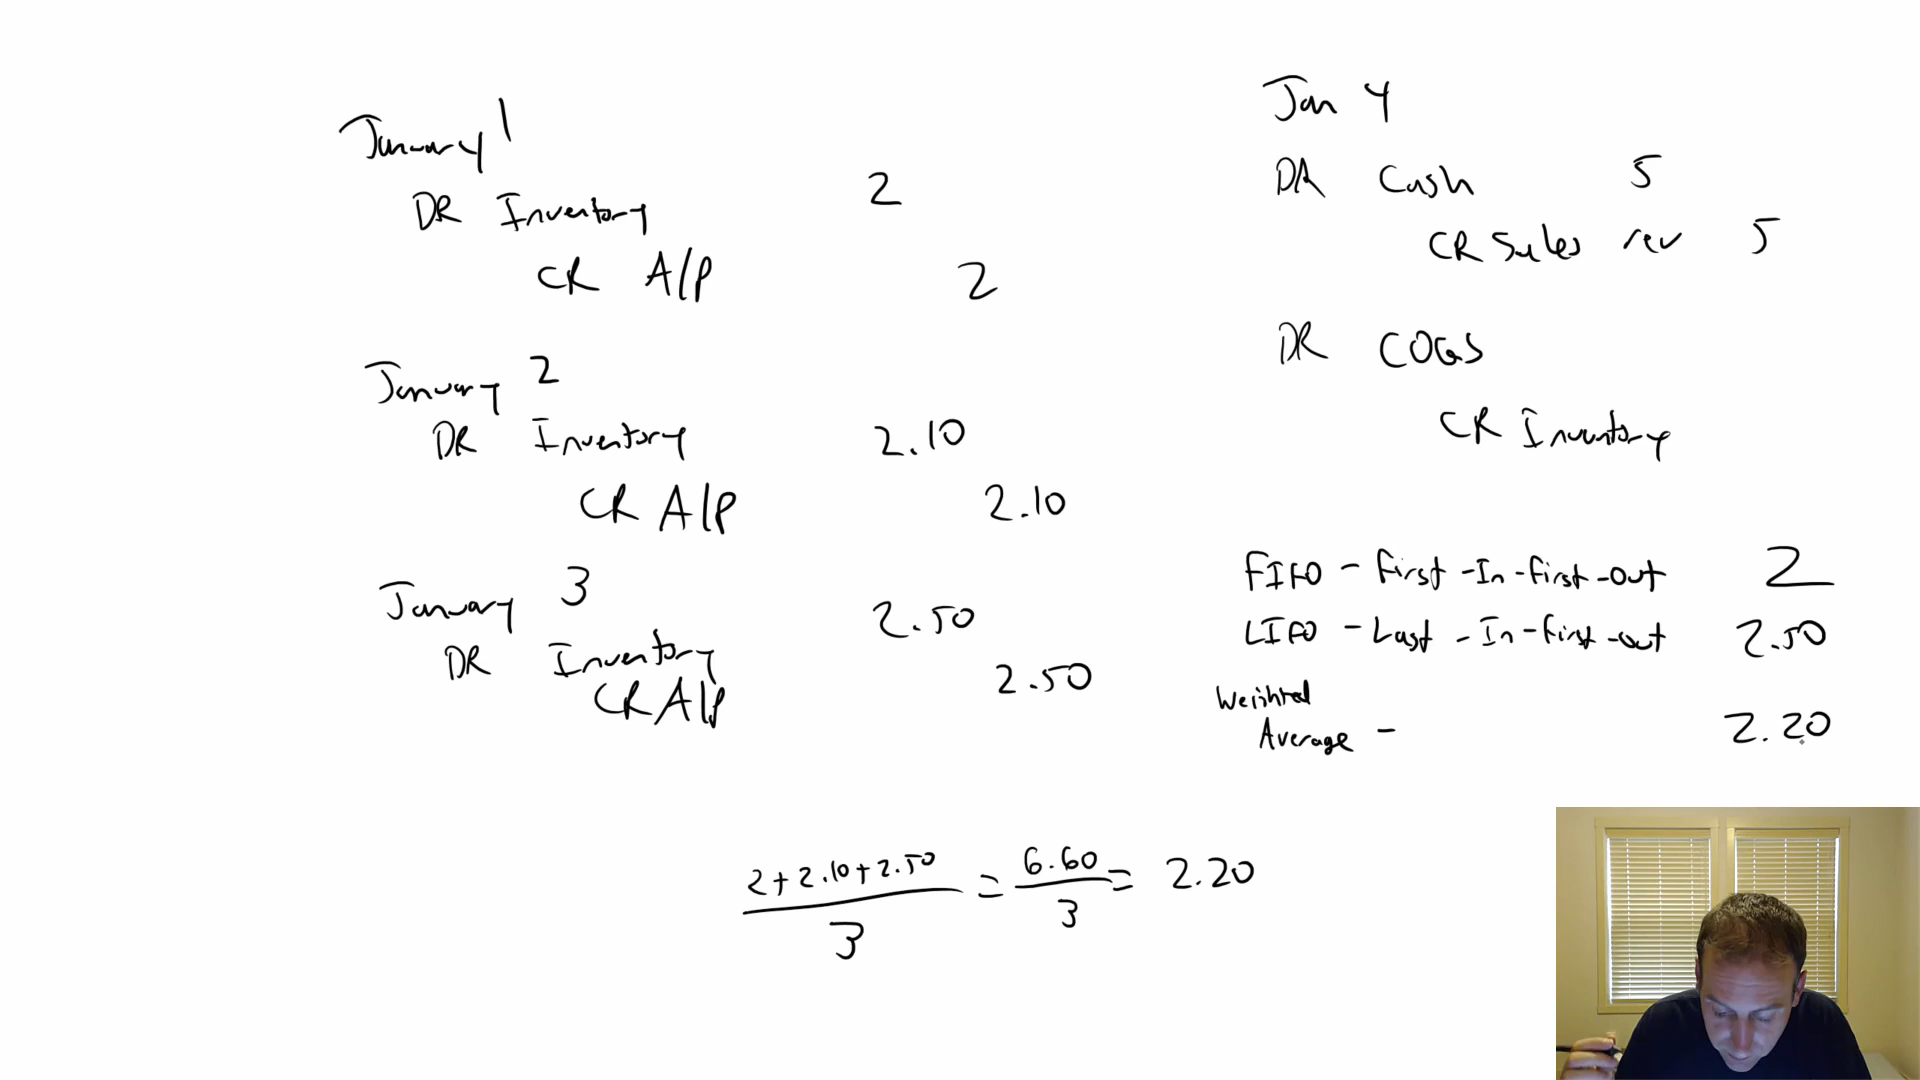 January 1
DR Inventory 2
CR A/P 2
January 2
DR Inventory 2.10
CR A/P 2.10
January 3
DR Inventory 2.50
CR A/P 2.50
Jan 4
DR Cash 5
CR Sales rev 5
DR COGS
CR Inventory
FIFO - First-In-first-out 2
LIFO - Last-In-first-out 2.50
Weighted
Average - 2.20
2+2.10+2.50 / 3 = 6.60 / 3 = 2.20